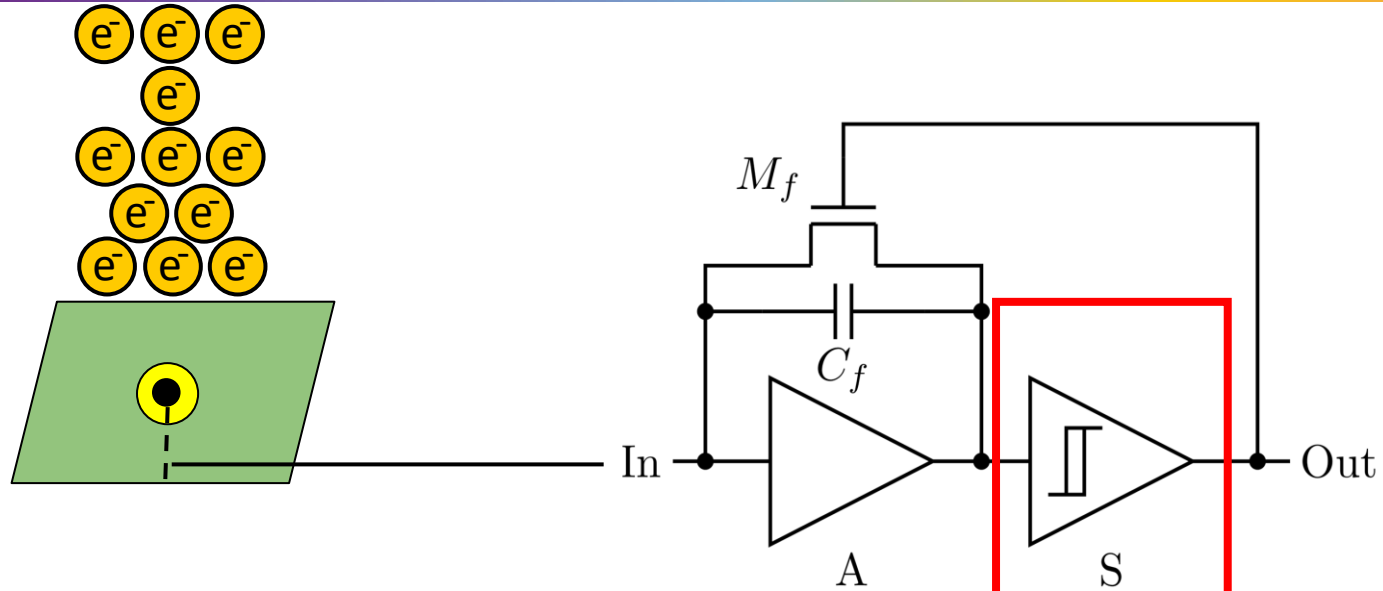 e⁻ e⁻ e⁻
e⁻
e⁻ e⁻ e⁻
e⁻ e⁻
e⁻ e⁻ e⁻
M_f
C_f
In
Out
A
S